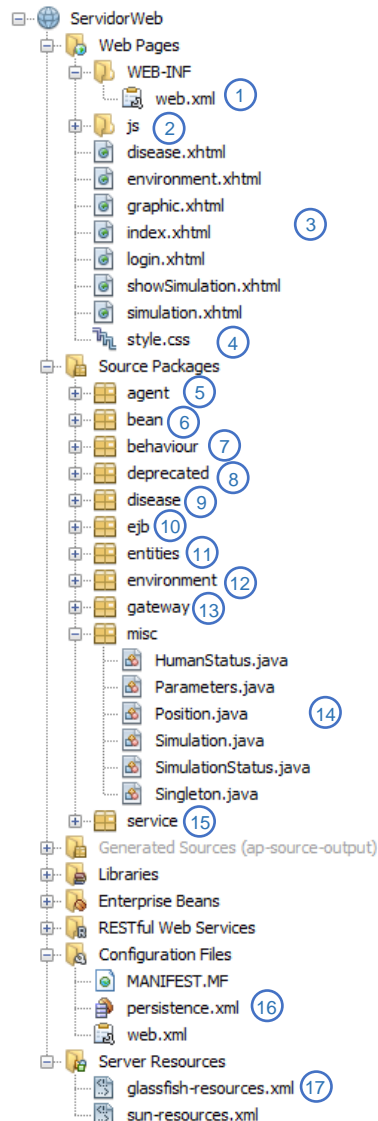 ServidorWeb
Web Pages
WEB-INF
web.xml 1
js 2
disease.xhtml
environment.xhtml
graphic.xhtml
index.xhtml 3
login.xhtml
showSimulation.xhtml
simulation.xhtml
style.css 4
Source Packages
agent 5
bean 6
behaviour 7
deprecated 8
disease 9
ejb 10
entities 11
environment 12
gateway 13
misc
HumanStatus.java
Parameters.java
Position.java 14
Simulation.java
SimulationStatus.java
Singleton.java
service 15
Generated Sources (ap-source-output)
Libraries
Enterprise Beans
RESTful Web Services
Configuration Files
MANIFEST.MF
persistence.xml 16
web.xml
Server Resources
glassfish-resources.xml 17
sun-resources.xml